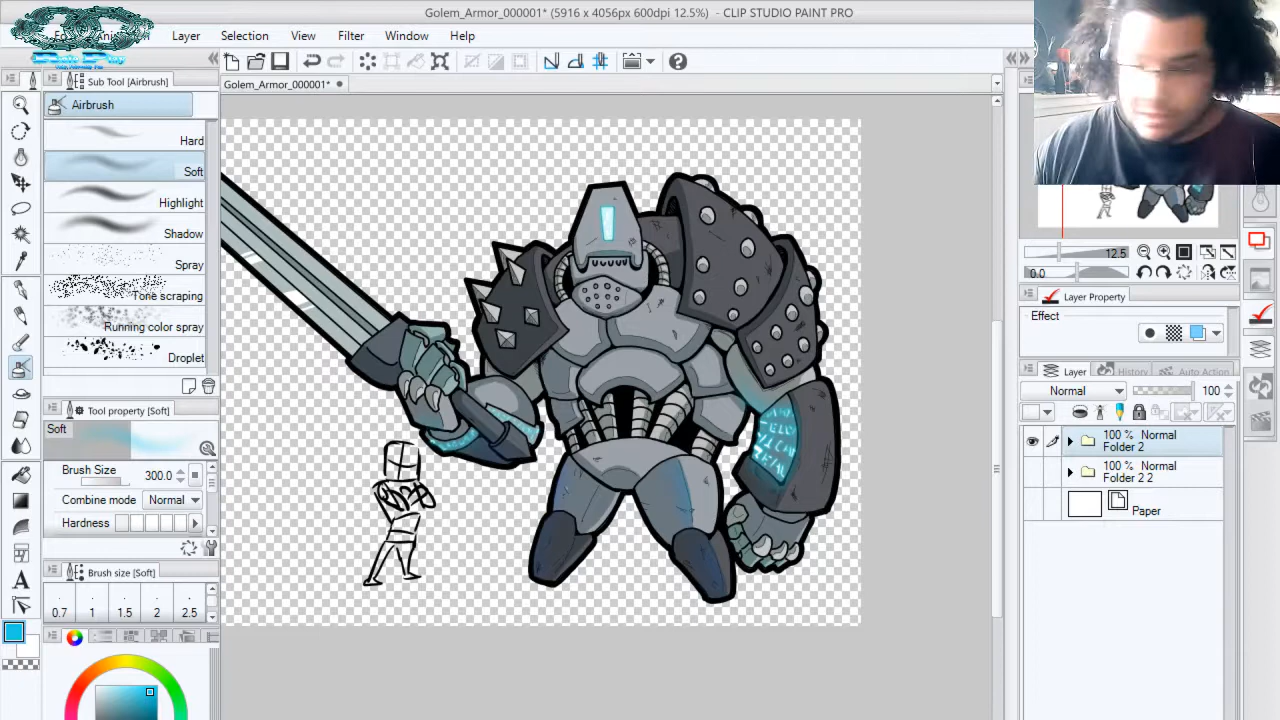 Golem_Armor_000001* (5916 x 4056px 600dpi 12.5%) - CLIP STUDIO PAINT PRO
Layer Selection View Filter Window Help
Sub Tool [Airbrush]
Golem_Armor_000001*
Airbrush
Hard
Soft
Highlight
Shadow
Spray
Tone scraping
Running color spray
Droplet
Tool property [Soft]
Soft
Brush Size 300.0
Combine mode Normal
Hardness
Brush size [Soft]
0.7 1 1.5 2 2.5
12.5
0.0
Layer Property
Effect
Layer History Auto Action
Normal 100
100 % Normal
Folder 2
100 % Normal
Folder 2 2
Paper